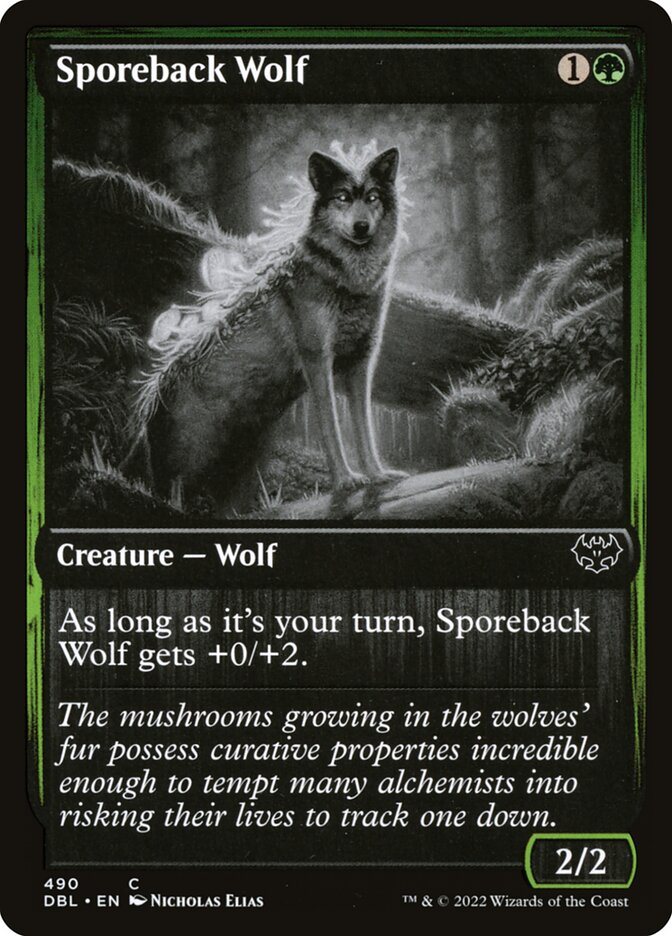 Sporeback Wolf 1
Creature — Wolf
As long as it's your turn, Sporeback
Wolf gets +0/+2.
The mushrooms growing in the wolves'
fur possess curative properties incredible
enough to tempt many alchemists into
risking their lives to track one down.
2/2
490 C
DBL • EN Nicholas Elias ™ & © 2022 Wizards of the Coast